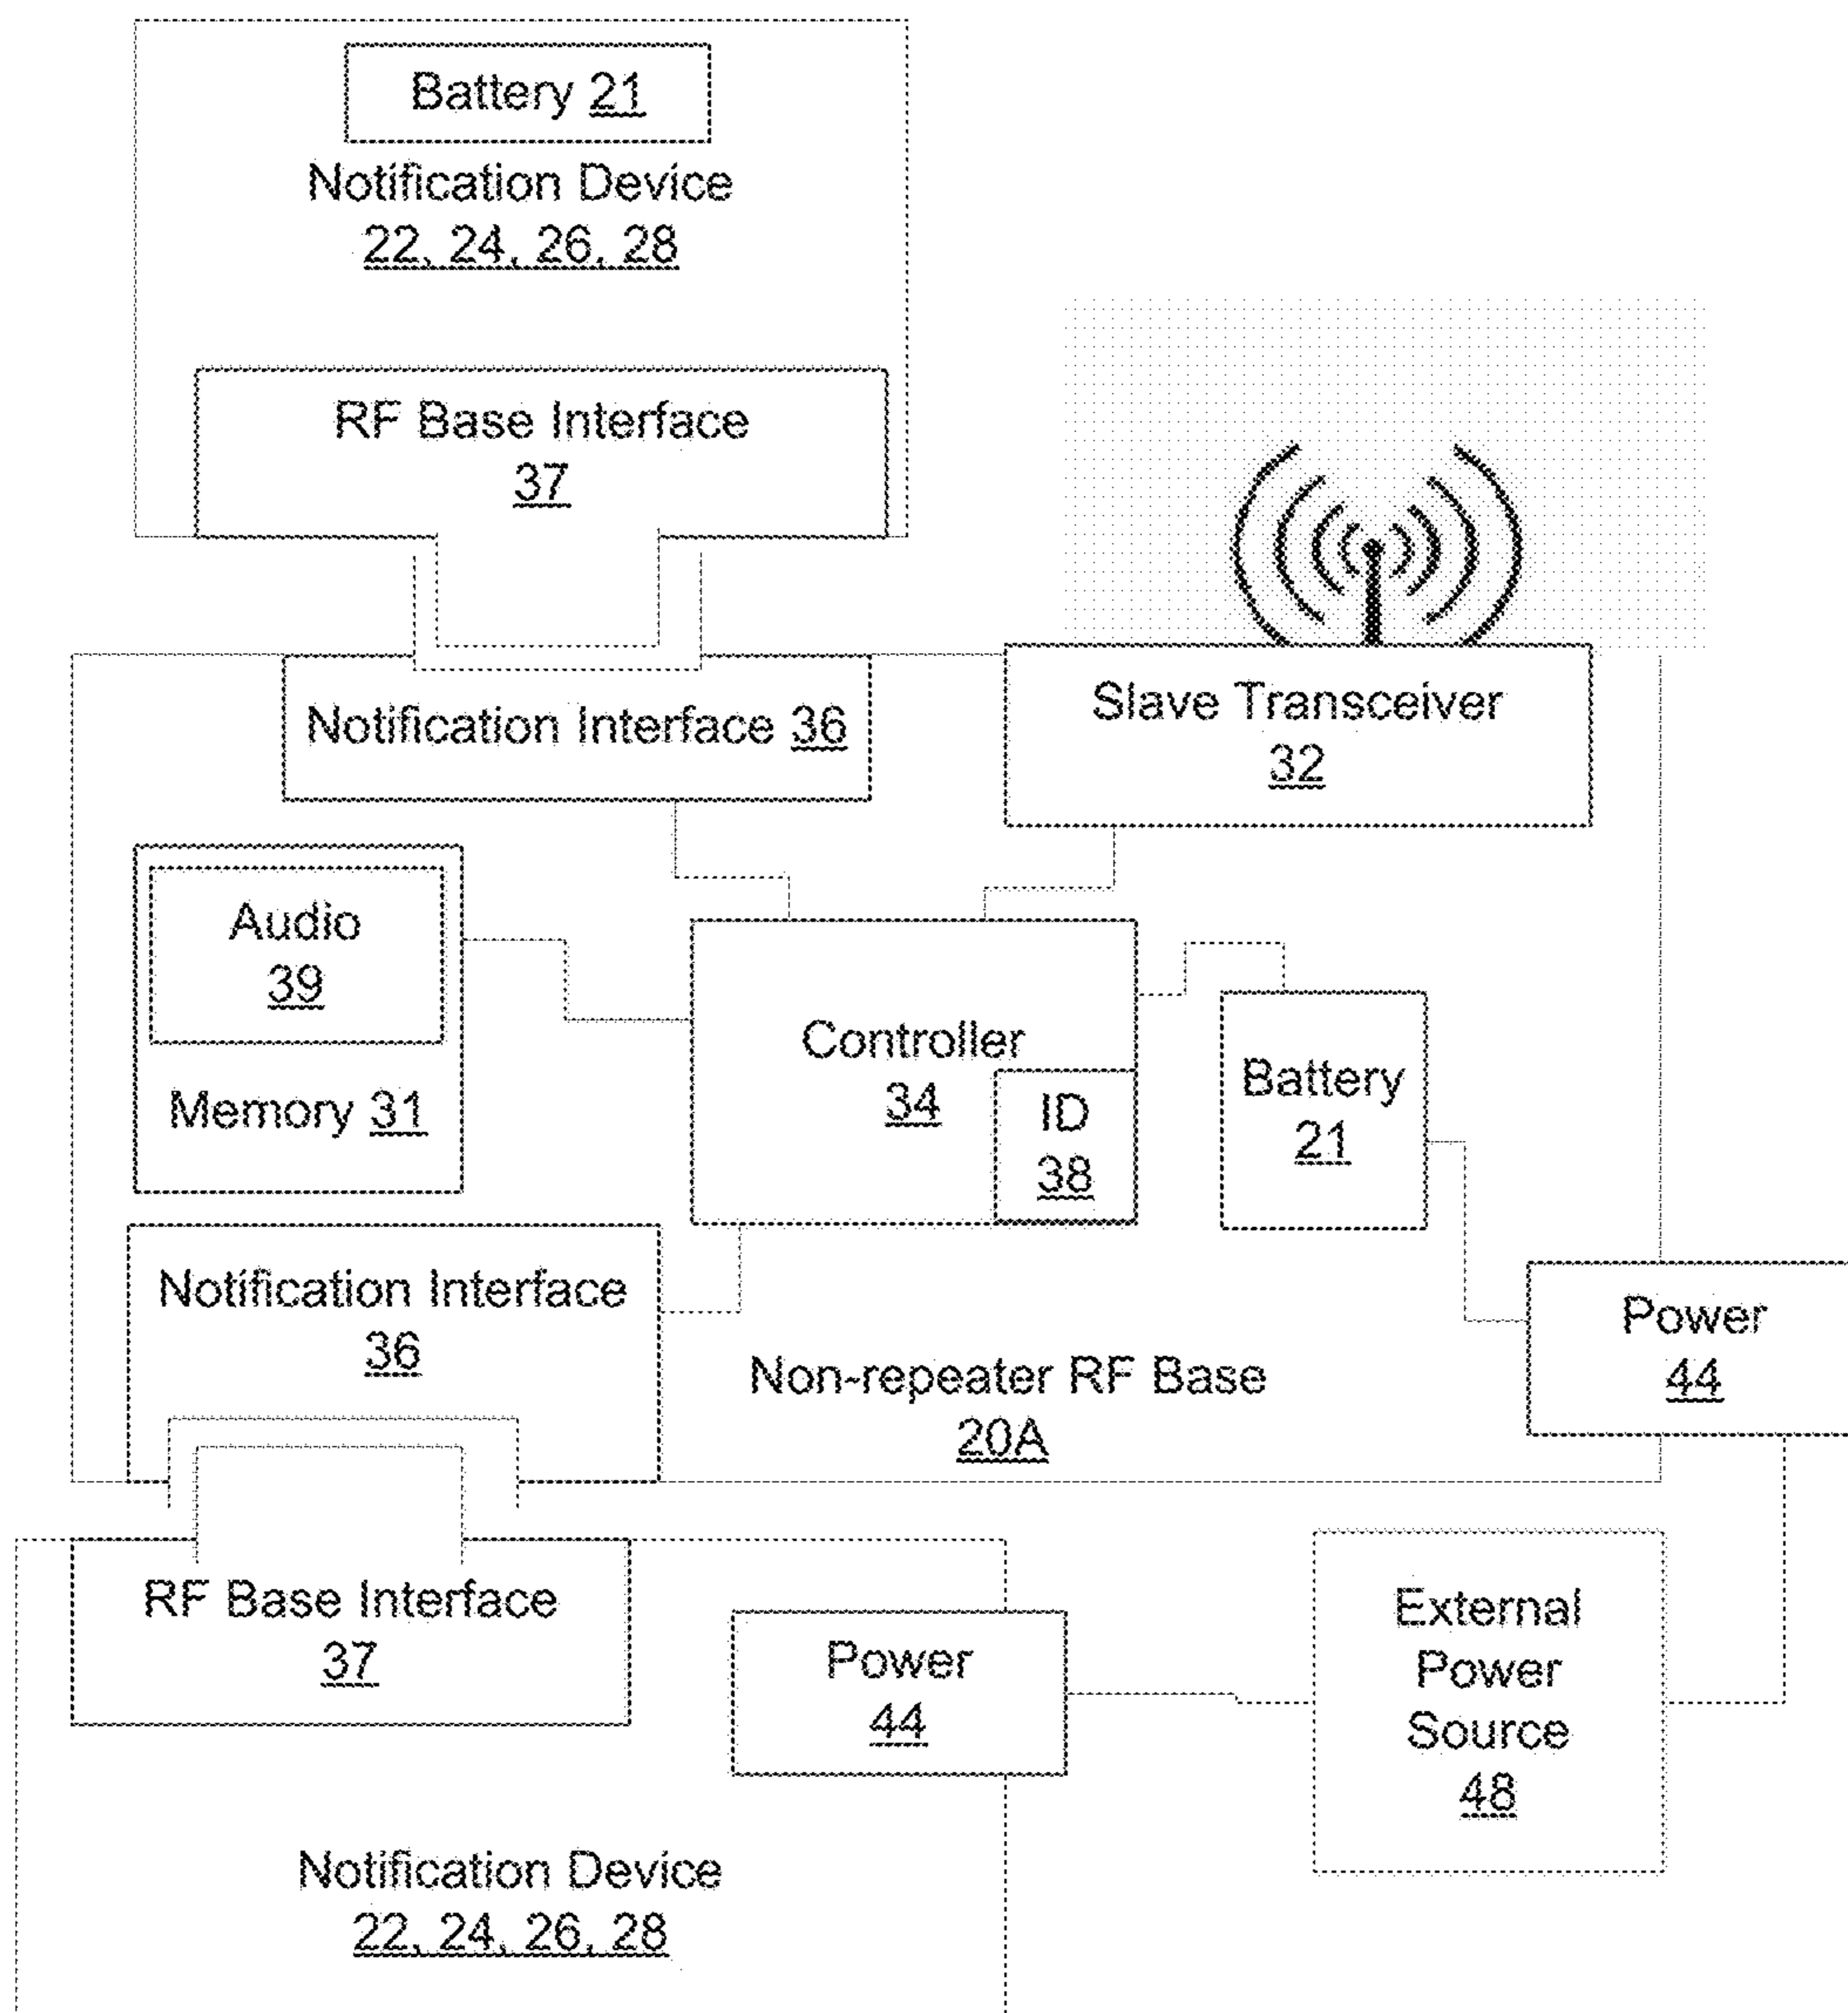 Battery 21
Notification Device
22, 24, 26, 28
RF Base Interface
37
Notification Interface 36
Slave Transceiver
32
Audio
39
Memory 31
Controller
34
ID
38
Battery
21
Notification Interface
36
Non-repeater RF Base
20A
Power
44
RF Base Interface
37
Power
44
External
Power
Source
48
Notification Device
22, 24, 26, 28